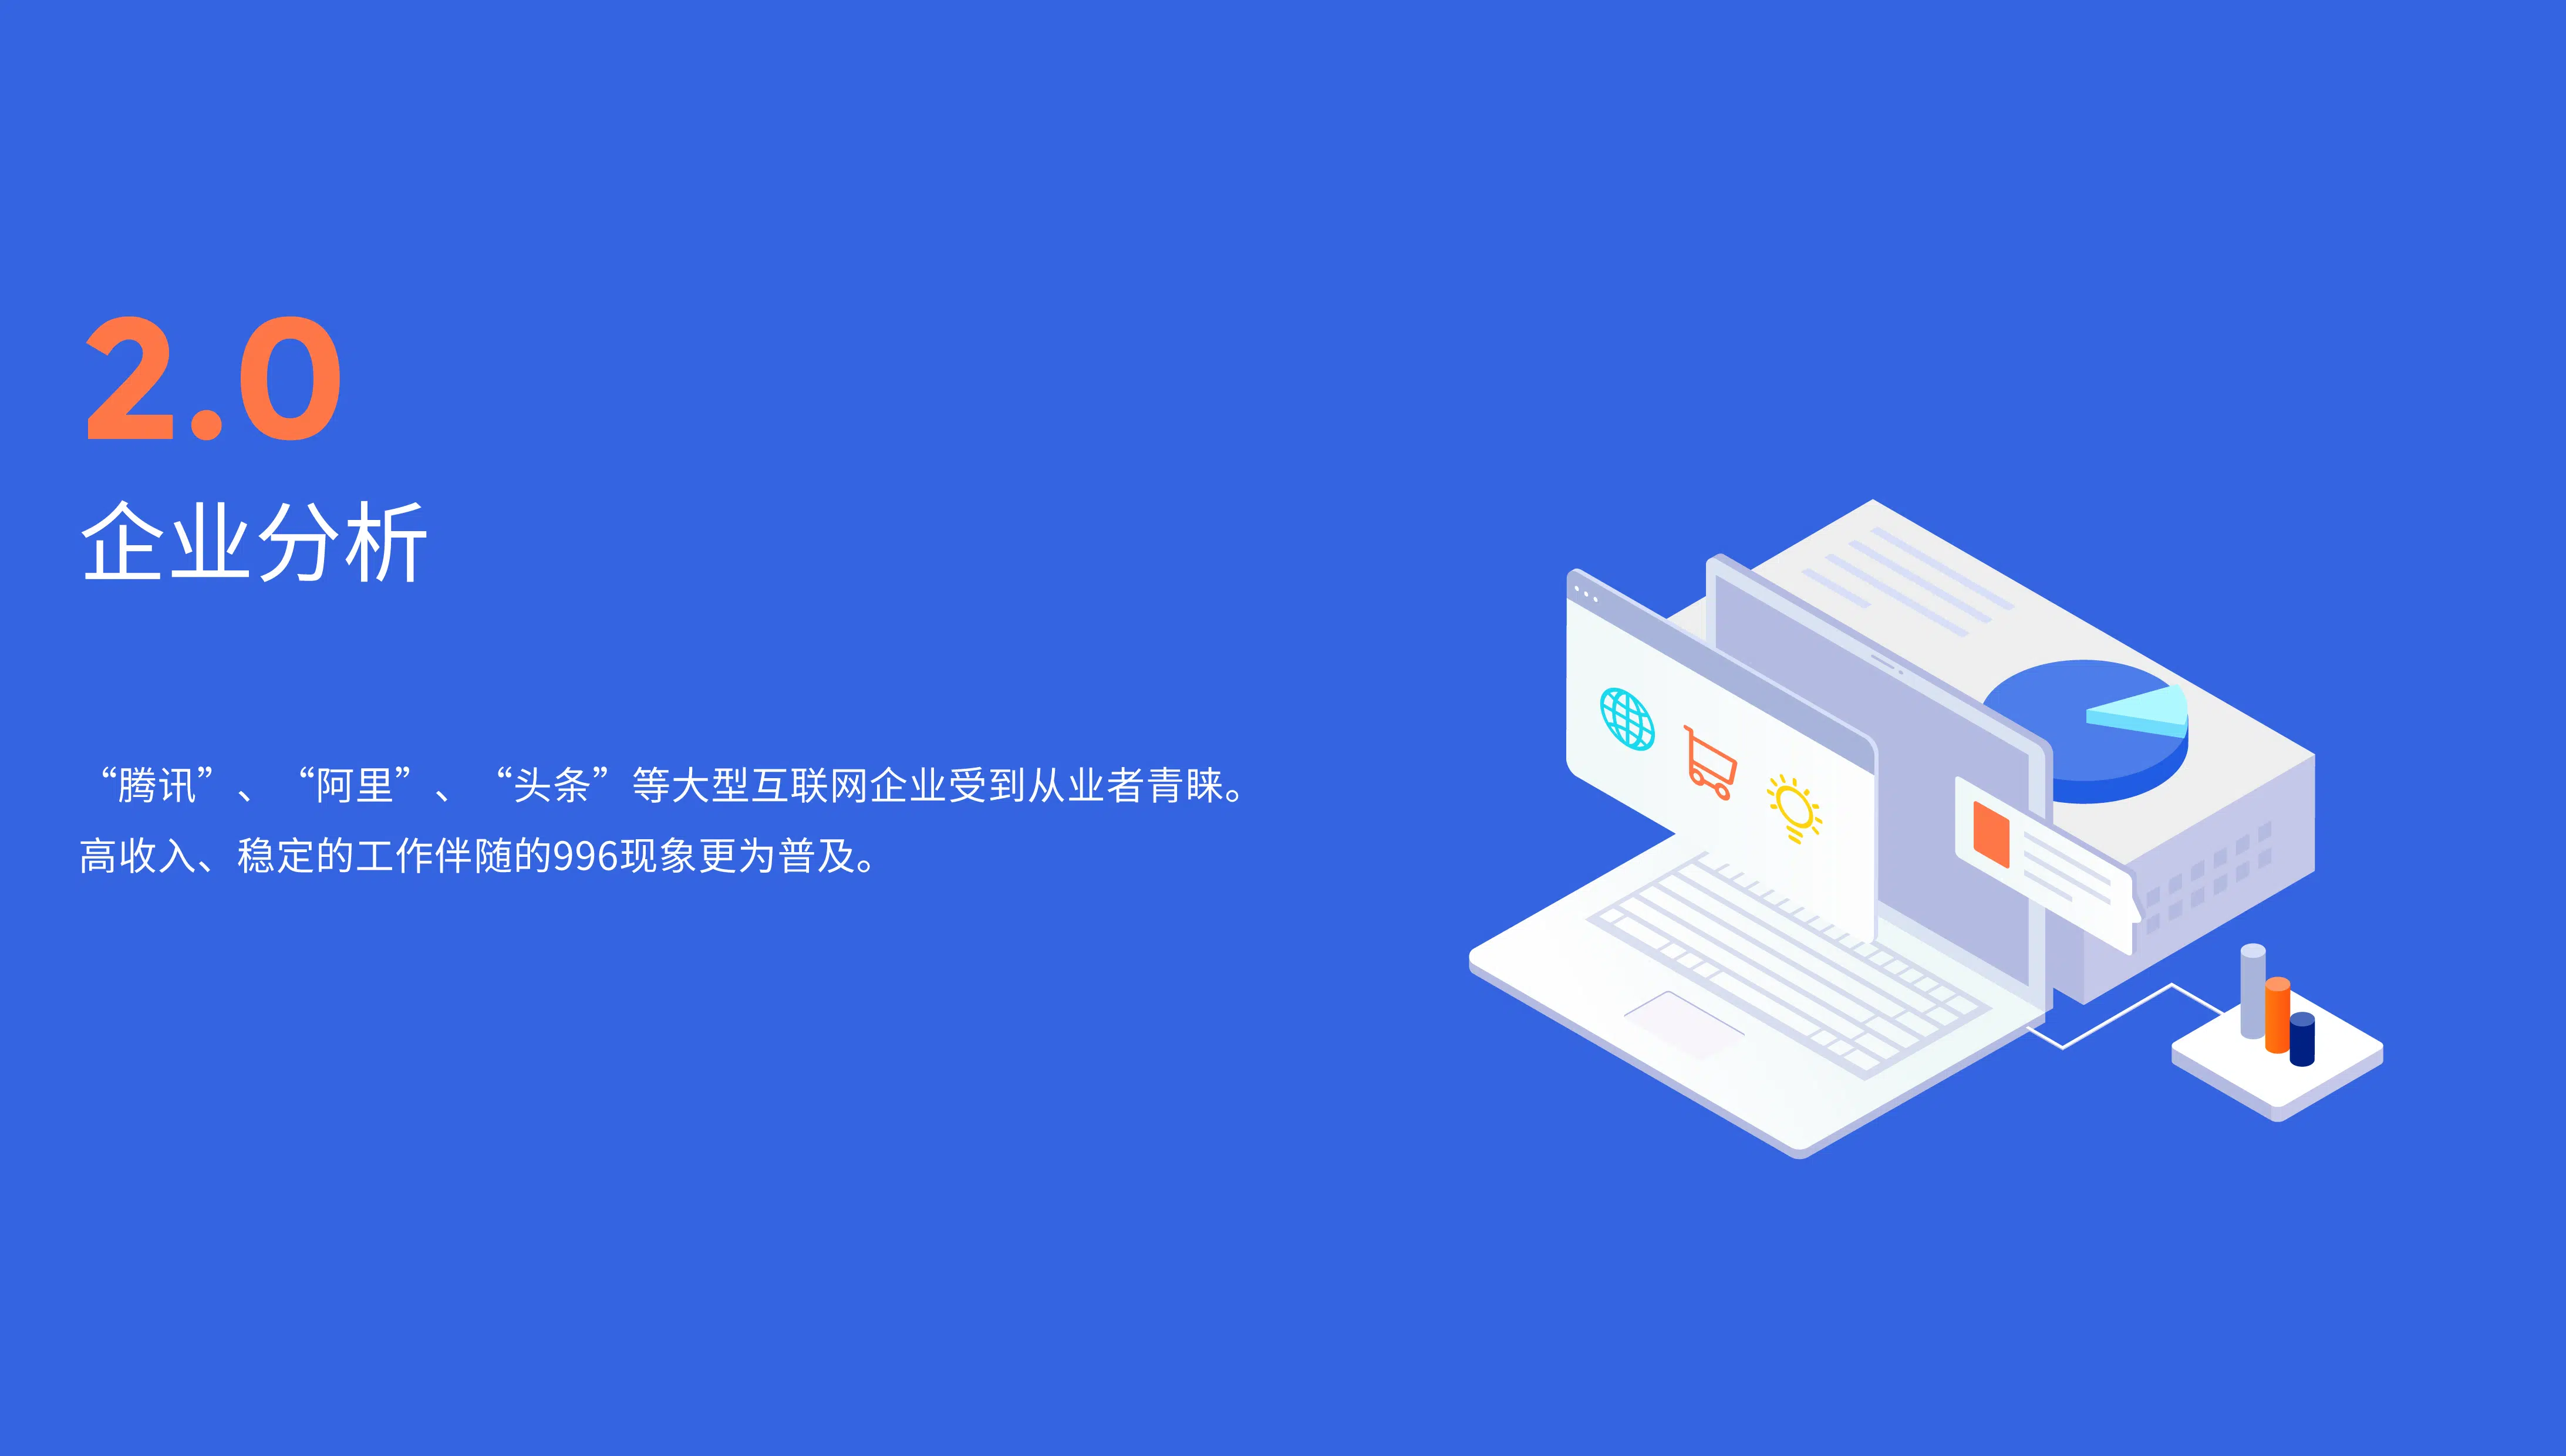 2.0
企业分析
“腾讯”、“阿里”、“头条”等大型互联网企业受到从业者青睐。
高收入、稳定的工作伴随的996现象更为普及。